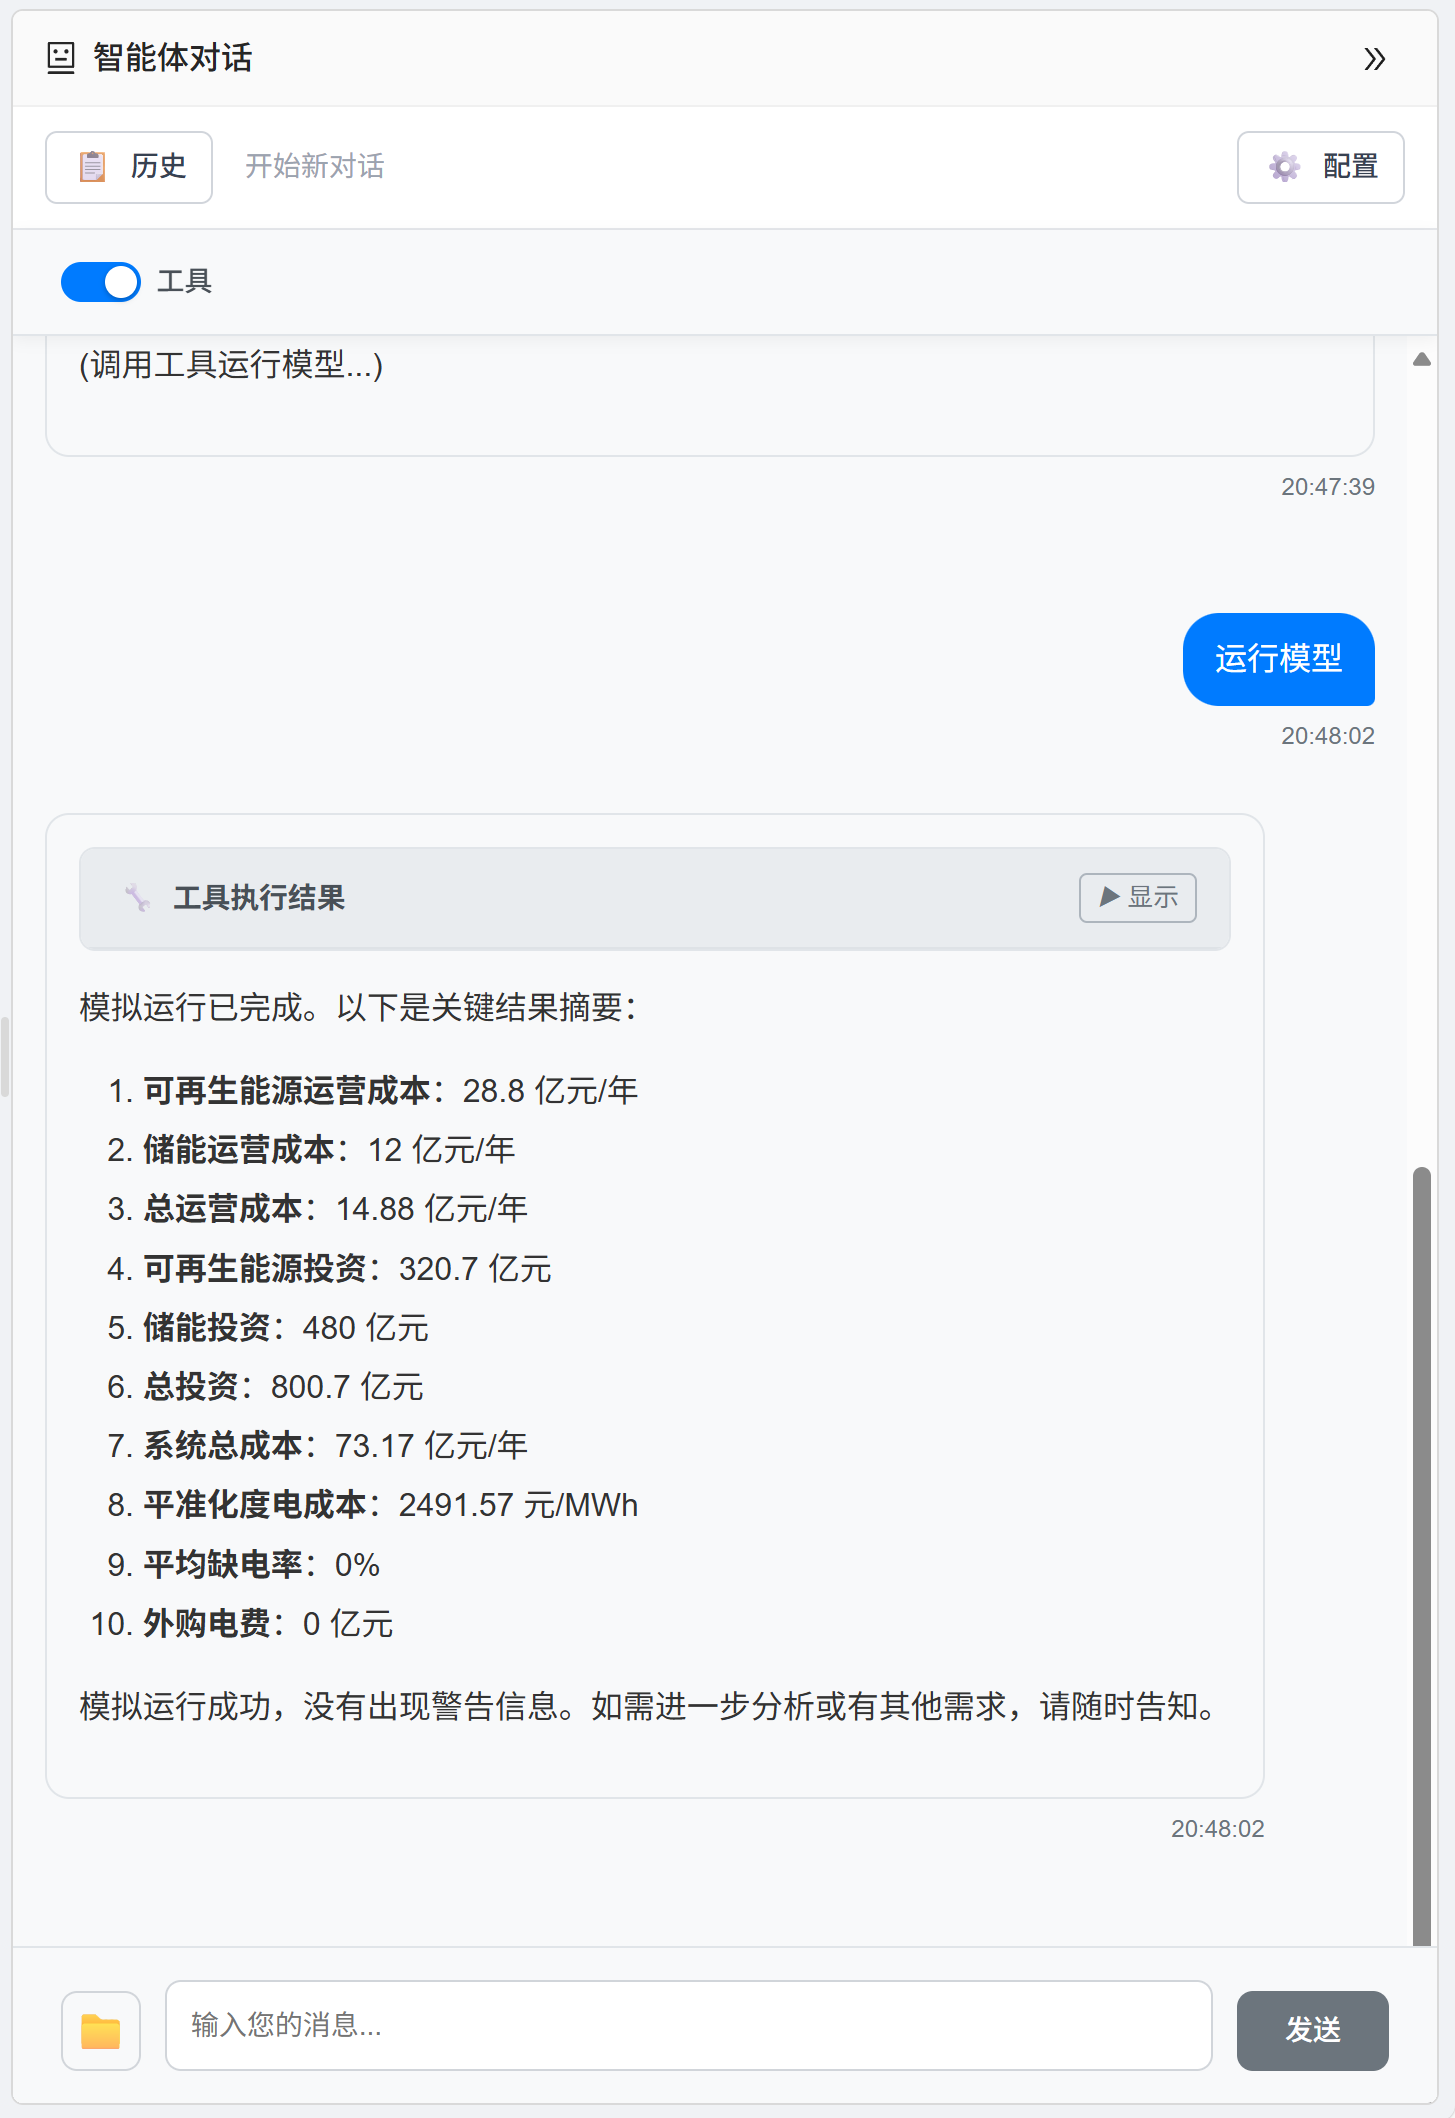 智能体对话
历史
开始新对话
配置
工具
(调用工具运行模型...)
20:47:39
运行模型
20:48:02
工具执行结果
▶ 显示
模拟运行已完成。以下是关键结果摘要：
1. 可再生能源运营成本：28.8 亿元/年
2. 储能运营成本：12 亿元/年
3. 总运营成本：14.88 亿元/年
4. 可再生能源投资：320.7 亿元
5. 储能投资：480 亿元
6. 总投资：800.7 亿元
7. 系统总成本：73.17 亿元/年
8. 平准化度电成本：2491.57 元/MWh
9. 平均缺电率：0%
10. 外购电费：0 亿元
模拟运行成功，没有出现警告信息。如需进一步分析或有其他需求，请随时告知。
20:48:02
输入您的消息...
发送